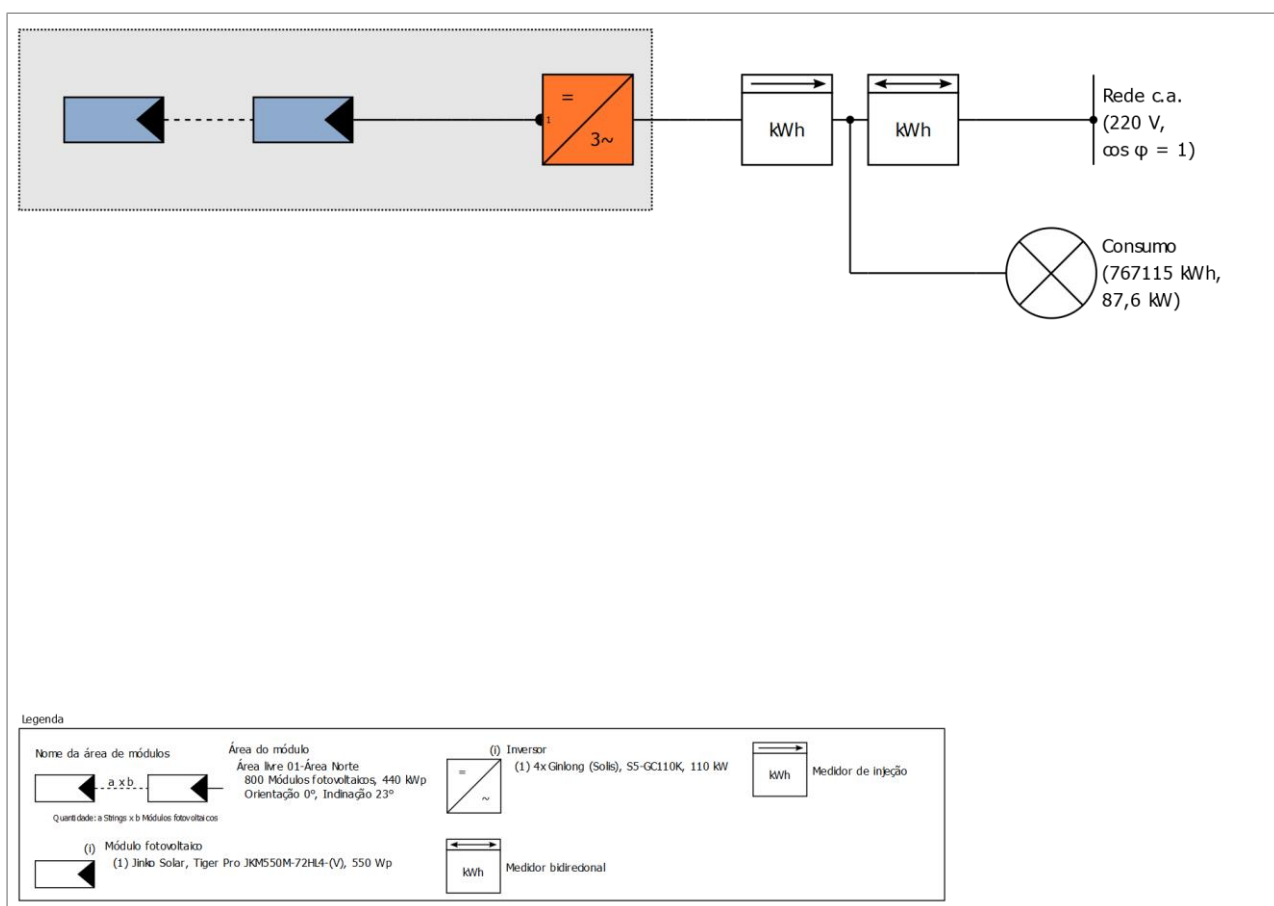 =
1
3~
kWh
kWh
Rede c.a.
(220 V,
cos φ = 1)
Consumo
(767115 kWh,
87,6 kW)
Legenda
Nome da área de módulos
a x b
Quantidade: a Strings x b Módulos fotovoltaicos
Área do módulo
Área livre 01-Área Norte
800 Módulos fotovoltaicos, 440 kWp
Orientação 0°, Inclinação 23°
(i) Módulo fotovoltaico
(1) Jinko Solar, Tiger Pro JKM550M-72HL4-(V), 550 Wp
=
~
(i) Inversor
(1) 4x Ginlong (Solis), S5-GC110K, 110 kW
kWh
Medidor bidirecional
kWh
Medidor de injeção